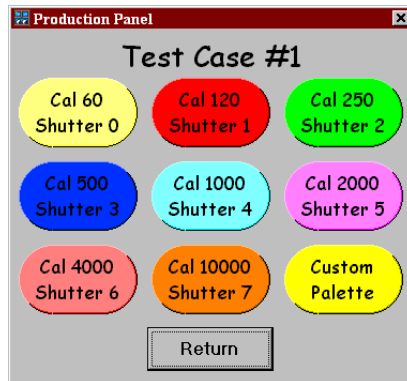 Production Panel
Test Case #1
Cal 60
Shutter 0
Cal 120
Shutter 1
Cal 250
Shutter 2
Cal 500
Shutter 3
Cal 1000
Shutter 4
Cal 2000
Shutter 5
Cal 4000
Shutter 6
Cal 10000
Shutter 7
Custom
Palette
Return